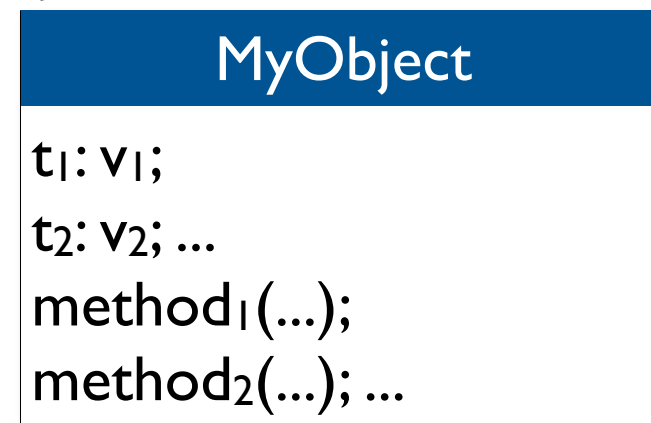 MyObject
t₁: v₁;
t₂: v₂; ...
method₁(...);
method₂(...); ...